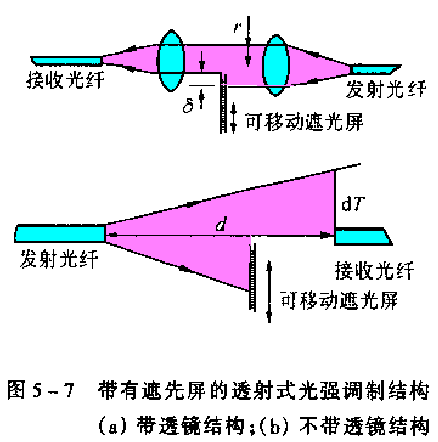 r
接收光纤
发射光纤
δ
可移动遮光屏
d
dT
发射光纤
接收光纤
可移动遮光屏
图5-7 带有遮先屏的透射式光强调制结构
(a) 带透镜结构;(b) 不带透镜结构